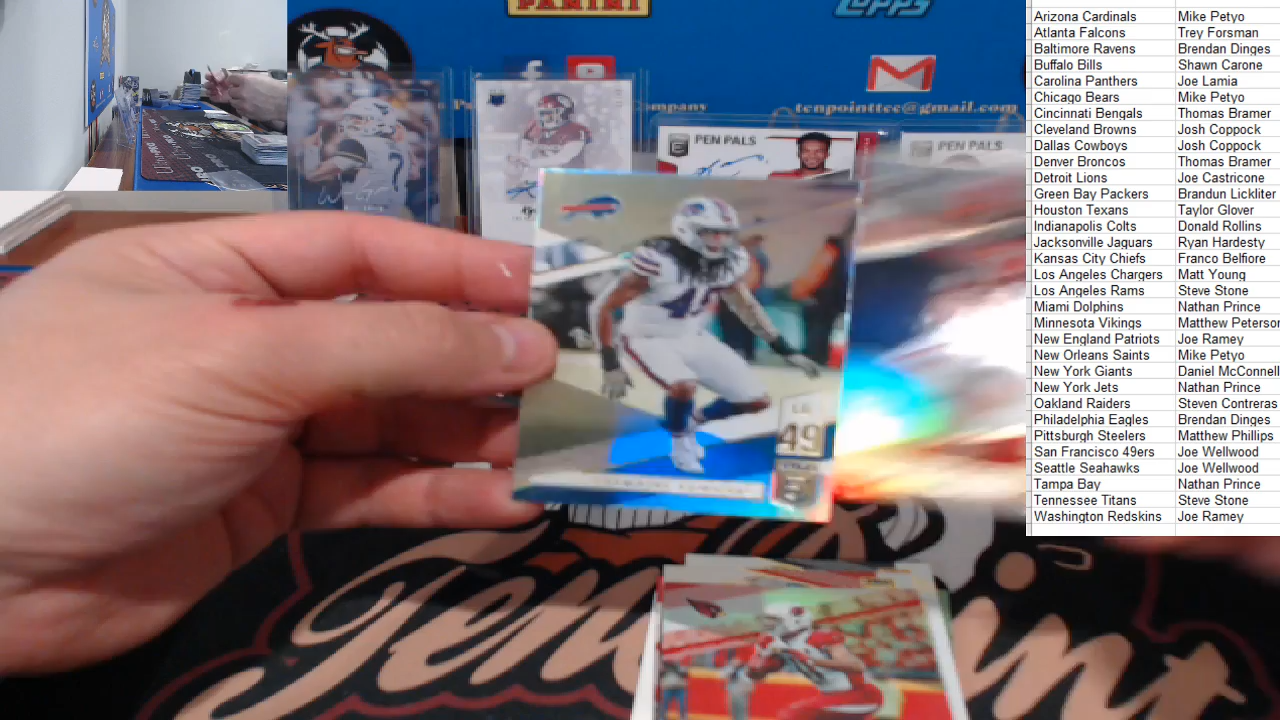 PANINI
TOPPS
Company
tenpointtcc@gmail.com
PEN PALS
PEN PALS
49
Arizona Cardinals Mike Petyo
Atlanta Falcons Trey Forsman
Baltimore Ravens Brendan Dinges
Buffalo Bills Shawn Carone
Carolina Panthers Joe Lamia
Chicago Bears Mike Petyo
Cincinnati Bengals Thomas Bramer
Cleveland Browns Josh Coppock
Dallas Cowboys Josh Coppock
Denver Broncos Thomas Bramer
Detroit Lions Joe Castricone
Green Bay Packers Brandun Lickliter
Houston Texans Taylor Glover
Indianapolis Colts Donald Rollins
Jacksonville Jaguars Ryan Hardesty
Kansas City Chiefs Franco Belfiore
Los Angeles Chargers Matt Young
Los Angeles Rams Steve Stone
Miami Dolphins Nathan Prince
Minnesota Vikings Matthew Peterso
New England Patriots Joe Ramey
New Orleans Saints Mike Petyo
New York Giants Daniel McConnell
New York Jets Nathan Prince
Oakland Raiders Steven Contreras
Philadelphia Eagles Brendan Dinges
Pittsburgh Steelers Matthew Phillips
San Francisco 49ers Joe Wellwood
Seattle Seahawks Joe Wellwood
Tampa Bay Nathan Prince
Tennessee Titans Steve Stone
Washington Redskins Joe Ramey